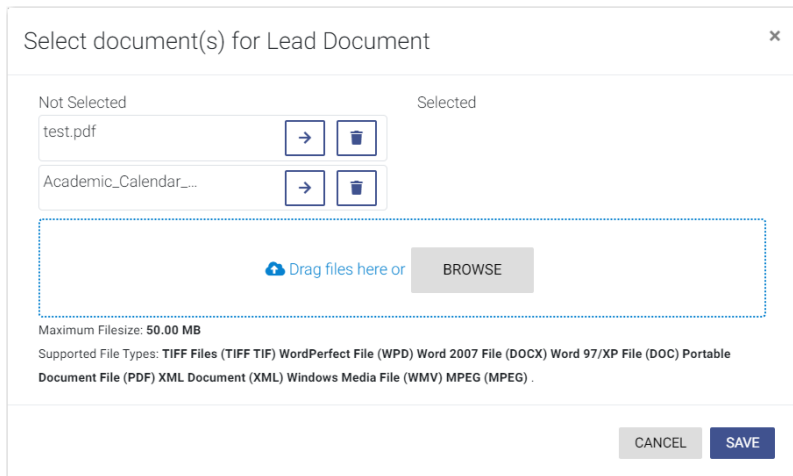 Select document(s) for Lead Document
×
Not Selected
Selected
test.pdf
Academic_Calendar_...
Drag files here or BROWSE
Maximum Filesize: 50.00 MB
Supported File Types: TIFF Files (TIFF TIF) WordPerfect File (WPD) Word 2007 File (DOCX) Word 97/XP File (DOC) Portable
Document File (PDF) XML Document (XML) Windows Media File (WMV) MPEG (MPEG) .
CANCEL SAVE